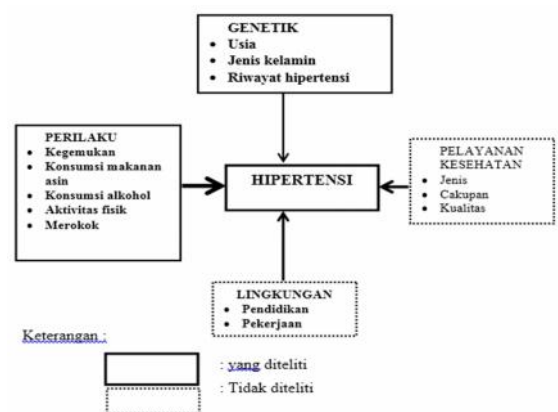 GENETIK
• Usia
• Jenis kelamin
• Riwayat hipertensi
PERILAKU
• Kegemukan
• Konsumsi makanan
asin
• Konsumsi alkohol
• Aktivitas fisik
• Merokok
HIPERTENSI
PELAYANAN
KESEHATAN
• Jenis
• Cakupan
• Kualitas
LINGKUNGAN
• Pendidikan
• Pekerjaan
Keterangan :
: yang diteliti
: Tidak diteliti